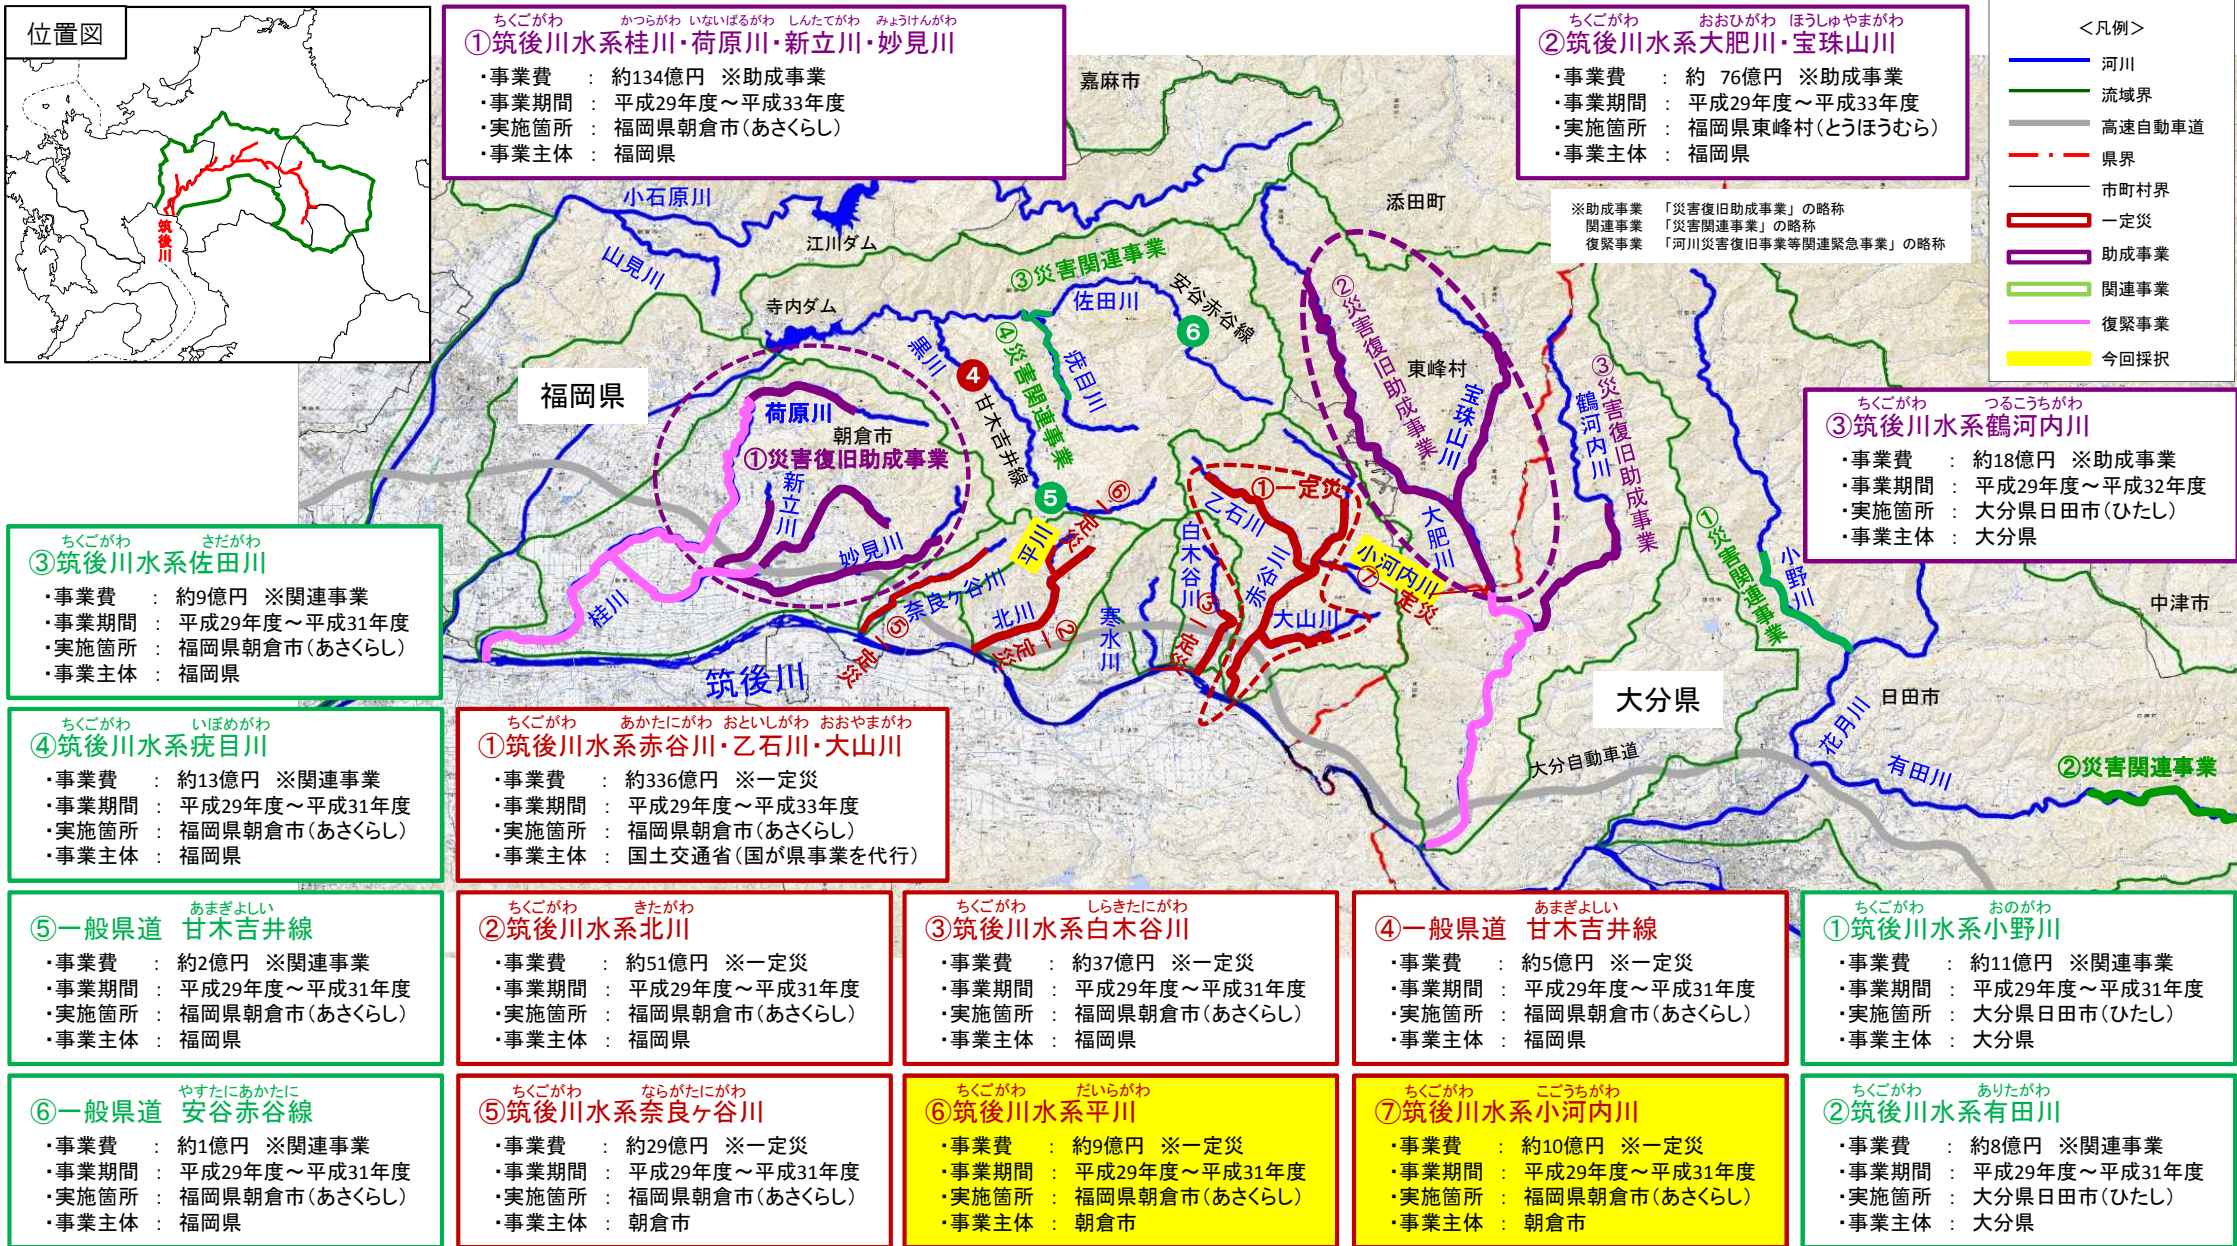 位置図
筑後川
ちくごがわ かつらがわ いないばるがわ しんたてがわ みょうけんがわ
①筑後川水系桂川・荷原川・新立川・妙見川
・事業費 ： 約134億円 ※助成事業
・事業期間 ： 平成29年度～平成33年度
・実施箇所 ： 福岡県朝倉市(あさくらし)
・事業主体 ： 福岡県
ちくごがわ おおひがわ ほうしゅやまがわ
②筑後川水系大肥川・宝珠山川
・事業費 ： 約 76億円 ※助成事業
・事業期間 ： 平成29年度～平成33年度
・実施箇所 ： 福岡県東峰村(とうほうむら)
・事業主体 ： 福岡県
※助成事業 「災害復旧助成事業」の略称
関連事業 「災害関連事業」の略称
復緊事業 「河川災害復旧事業等関連緊急事業」の略称
＜凡例＞
河川
流域界
高速自動車道
県界
市町村界
一定災
助成事業
関連事業
復緊事業
今回採択
嘉麻市
添田町
小石原川
江川ダム
山見川
寺内ダム
③災害関連事業
佐田川
安谷赤谷線
6
④災害関連事業
疣目川
黒川
4
甘木吉井線
5
福岡県
荷原川
朝倉市
①災害復旧助成事業
新立川
妙見川
桂川
筑後川
奈良ヶ谷川
⑤一定災
北川
②一定災
平川
⑥一定災
寒水川
白木谷川
③一定災
乙石川
①一定災
赤谷川
大山川
小河内川
⑦一定災
②災害復旧助成事業
東峰村
宝珠山川
大肥川
鶴河内川
③災害復旧助成事業
①災害関連事業
小野川
中津市
大分県
日田市
花月川
有田川
②災害関連事業
大分自動車道
ちくごがわ つるこうちがわ
③筑後川水系鶴河内川
・事業費 ： 約18億円 ※助成事業
・事業期間 ： 平成29年度～平成32年度
・実施箇所 ： 大分県日田市(ひたし)
・事業主体 ： 大分県
ちくごがわ さだがわ
③筑後川水系佐田川
・事業費 ： 約9億円 ※関連事業
・事業期間 ： 平成29年度～平成31年度
・実施箇所 ： 福岡県朝倉市(あさくらし)
・事業主体 ： 福岡県
ちくごがわ いぼめがわ
④筑後川水系疣目川
・事業費 ： 約13億円 ※関連事業
・事業期間 ： 平成29年度～平成31年度
・実施箇所 ： 福岡県朝倉市(あさくらし)
・事業主体 ： 福岡県
ちくごがわ あかたにがわ おといしがわ おおやまがわ
①筑後川水系赤谷川・乙石川・大山川
・事業費 ： 約336億円 ※一定災
・事業期間 ： 平成29年度～平成33年度
・実施箇所 ： 福岡県朝倉市(あさくらし)
・事業主体 ： 国土交通省(国が県事業を代行)
あまぎよしい
⑤一般県道 甘木吉井線
・事業費 ： 約2億円 ※関連事業
・事業期間 ： 平成29年度～平成31年度
・実施箇所 ： 福岡県朝倉市(あさくらし)
・事業主体 ： 福岡県
ちくごがわ きたがわ
②筑後川水系北川
・事業費 ： 約51億円 ※一定災
・事業期間 ： 平成29年度～平成31年度
・実施箇所 ： 福岡県朝倉市(あさくらし)
・事業主体 ： 福岡県
ちくごがわ しらきたにがわ
③筑後川水系白木谷川
・事業費 ： 約37億円 ※一定災
・事業期間 ： 平成29年度～平成31年度
・実施箇所 ： 福岡県朝倉市(あさくらし)
・事業主体 ： 福岡県
あまぎよしい
④一般県道 甘木吉井線
・事業費 ： 約5億円 ※一定災
・事業期間 ： 平成29年度～平成31年度
・実施箇所 ： 福岡県朝倉市(あさくらし)
・事業主体 ： 福岡県
ちくごがわ おのがわ
①筑後川水系小野川
・事業費 ： 約11億円 ※関連事業
・事業期間 ： 平成29年度～平成31年度
・実施箇所 ： 大分県日田市(ひたし)
・事業主体 ： 大分県
やすたにあかたに
⑥一般県道 安谷赤谷線
・事業費 ： 約1億円 ※関連事業
・事業期間 ： 平成29年度～平成31年度
・実施箇所 ： 福岡県朝倉市(あさくらし)
・事業主体 ： 福岡県
ちくごがわ ならがたにがわ
⑤筑後川水系奈良ヶ谷川
・事業費 ： 約29億円 ※一定災
・事業期間 ： 平成29年度～平成31年度
・実施箇所 ： 福岡県朝倉市(あさくらし)
・事業主体 ： 朝倉市
ちくごがわ だいらがわ
⑥筑後川水系平川
・事業費 ： 約9億円 ※一定災
・事業期間 ： 平成29年度～平成31年度
・実施箇所 ： 福岡県朝倉市(あさくらし)
・事業主体 ： 朝倉市
ちくごがわ こごうちがわ
⑦筑後川水系小河内川
・事業費 ： 約10億円 ※一定災
・事業期間 ： 平成29年度～平成31年度
・実施箇所 ： 福岡県朝倉市(あさくらし)
・事業主体 ： 朝倉市
ちくごがわ ありたがわ
②筑後川水系有田川
・事業費 ： 約8億円 ※関連事業
・事業期間 ： 平成29年度～平成31年度
・実施箇所 ： 大分県日田市(ひたし)
・事業主体 ： 大分県